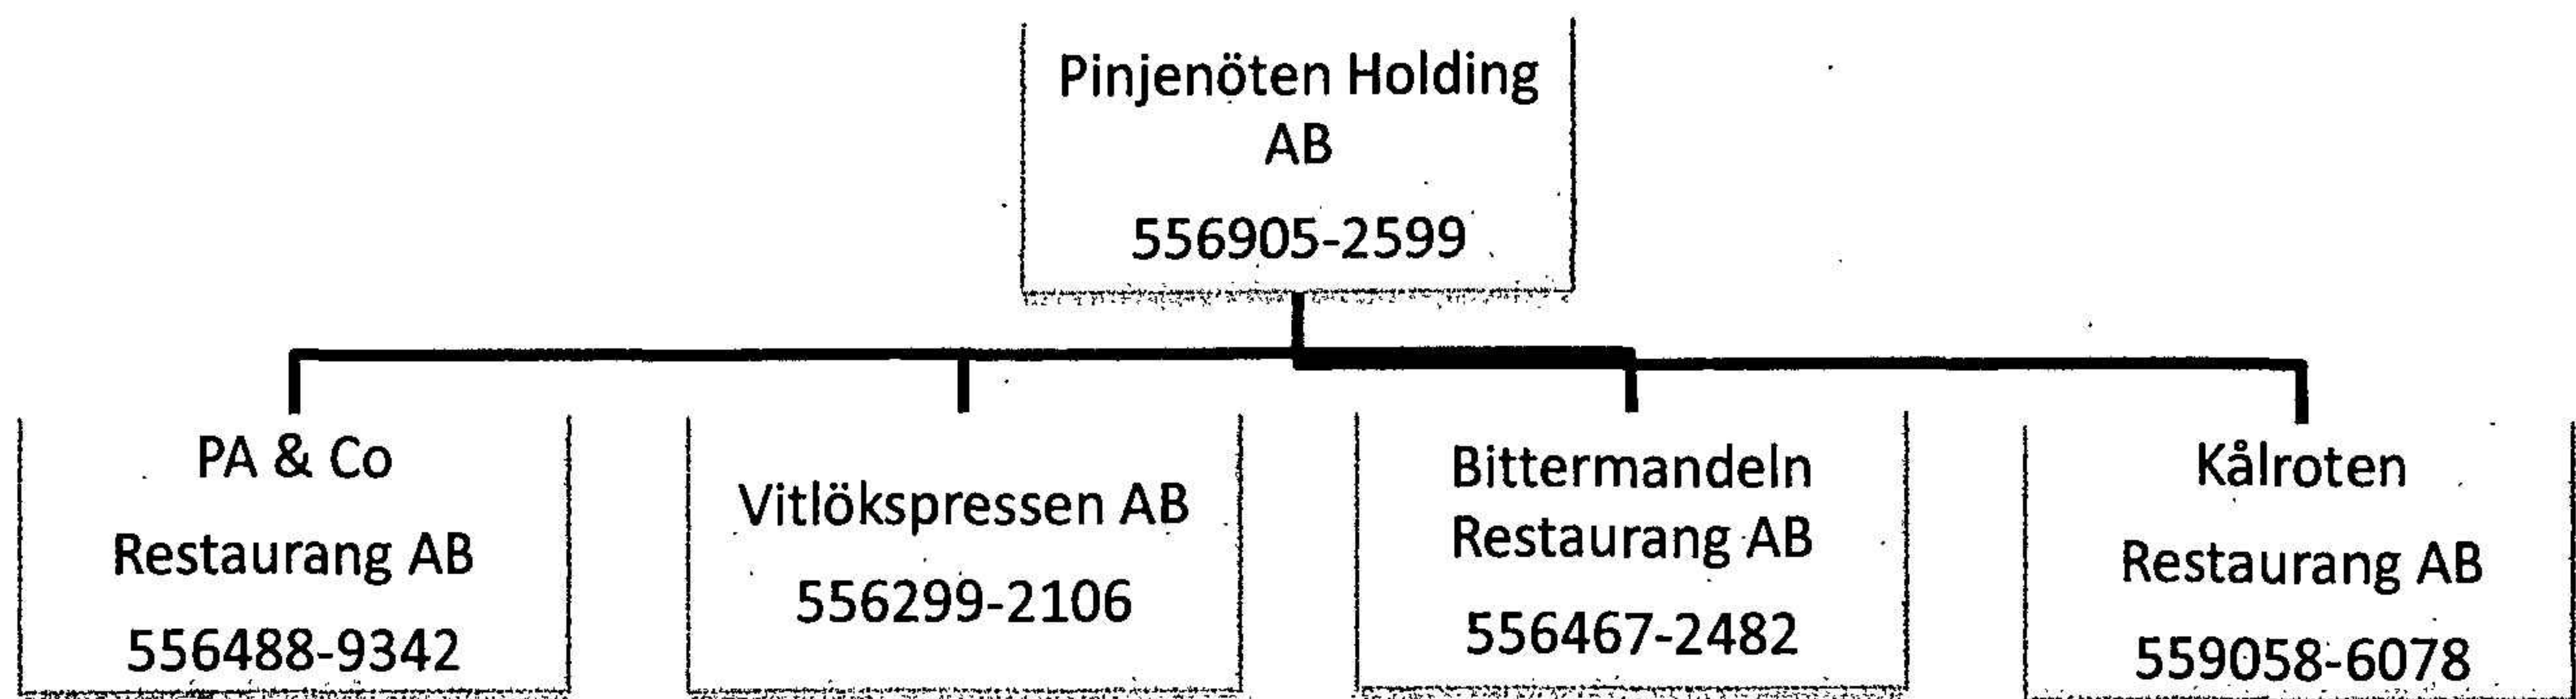 Pinjenöten Holding
AB
556905-2599
PA & Co
Restaurang AB
556488-9342
Vitlökspressen AB
556299-2106
Bittermandeln
Restaurang AB
556467-2482
Kålroten
Restaurang AB
559058-6078